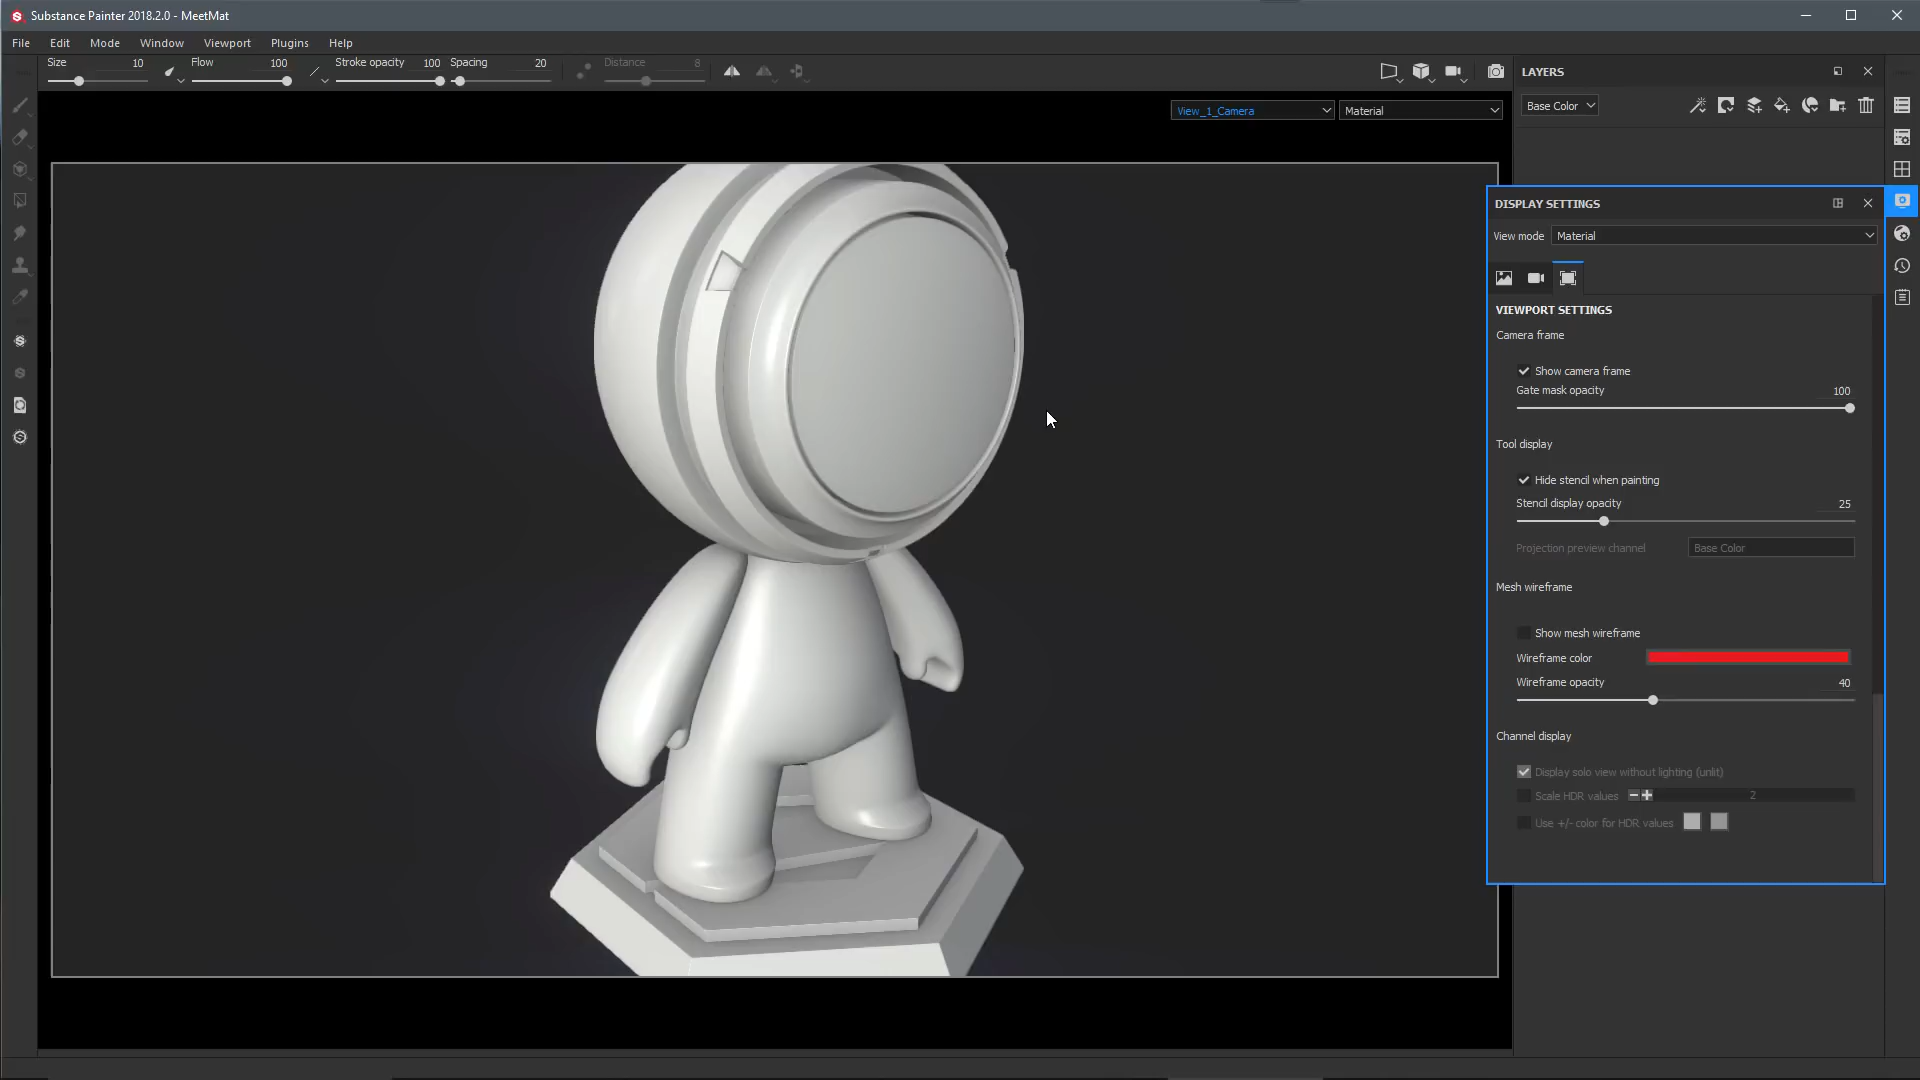 Substance Painter 2018.2.0 - MeetMat
File Edit Mode Window Viewport Plugins Help
Size 10 Flow 100 Stroke opacity 100 Spacing 20 Distance 8
LAYERS
Base Color
View_1_Camera Material
DISPLAY SETTINGS
View mode Material
VIEWPORT SETTINGS
Camera frame
Show camera frame
Gate mask opacity 100
Tool display
Hide stencil when painting
Stencil display opacity 25
Projection preview channel Base Color
Mesh wireframe
Show mesh wireframe
Wireframe color
Wireframe opacity 40
Channel display
Display solo view without lighting (unlit)
Scale HDR values 2
Use +/- color for HDR values